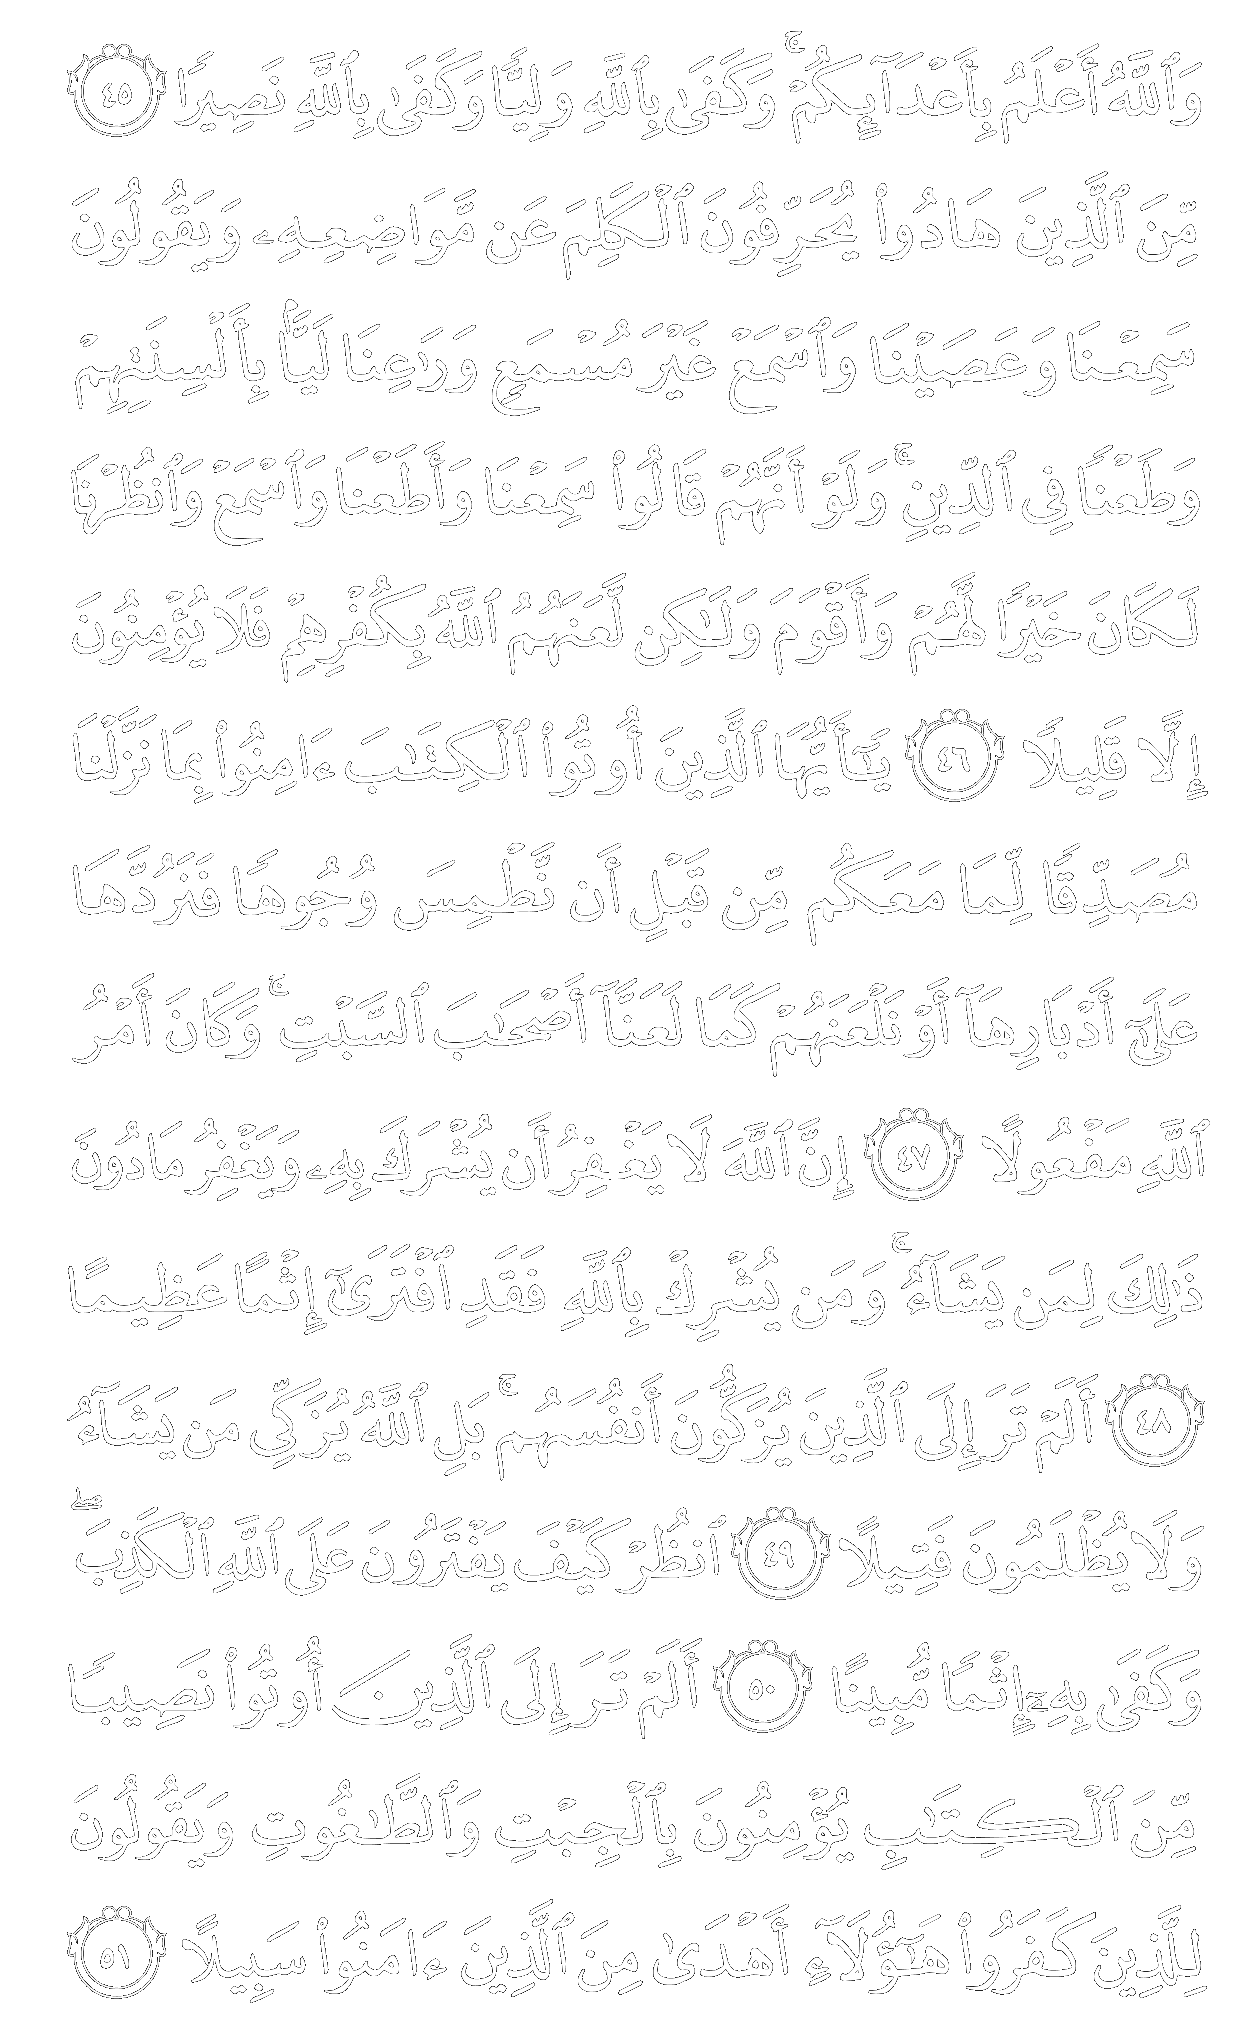 وَٱللَّهُ أَعْلَمُ بِأَعْدَآئِكُمْ ۚ وَكَفَىٰ بِٱللَّهِ وَلِيًّا وَكَفَىٰ بِٱللَّهِ نَصِيرًا ٤٥
مِّنَ ٱلَّذِينَ هَادُوا۟ يُحَرِّفُونَ ٱلْكَلِمَ عَن مَّوَاضِعِهِۦ وَيَقُولُونَ
سَمِعْنَا وَعَصَيْنَا وَٱسْمَعْ غَيْرَ مُسْمَعٍ وَرَٰعِنَا لَيًّۢا بِأَلْسِنَتِهِمْ
وَطَعْنًا فِى ٱلدِّينِ ۚ وَلَوْ أَنَّهُمْ قَالُوا۟ سَمِعْنَا وَأَطَعْنَا وَٱسْمَعْ وَٱنظُرْنَا
لَكَانَ خَيْرًا لَّهُمْ وَأَقْوَمَ وَلَـٰكِن لَّعَنَهُمُ ٱللَّهُ بِكُفْرِهِمْ فَلَا يُؤْمِنُونَ
إِلَّا قَلِيلًا ٤٦ يَـٰٓأَيُّهَا ٱلَّذِينَ أُوتُوا۟ ٱلْكِتَـٰبَ ءَامِنُوا۟ بِمَا نَزَّلْنَا
مُصَدِّقًا لِّمَا مَعَكُم مِّن قَبْلِ أَن نَّطْمِسَ وُجُوهًا فَنَرُدَّهَا
عَلَىٰٓ أَدْبَارِهَآ أَوْ نَلْعَنَهُمْ كَمَا لَعَنَّآ أَصْحَـٰبَ ٱلسَّبْتِ ۚ وَكَانَ أَمْرُ
ٱللَّهِ مَفْعُولًا ٤٧ إِنَّ ٱللَّهَ لَا يَغْفِرُ أَن يُشْرَكَ بِهِۦ وَيَغْفِرُ مَا دُونَ
ذَٰلِكَ لِمَن يَشَآءُ ۚ وَمَن يُشْرِكْ بِٱللَّهِ فَقَدِ ٱفْتَرَىٰٓ إِثْمًا عَظِيمًا
٤٨ أَلَمْ تَرَ إِلَى ٱلَّذِينَ يُزَكُّونَ أَنفُسَهُم ۚ بَلِ ٱللَّهُ يُزَكِّى مَن يَشَآءُ
وَلَا يُظْلَمُونَ فَتِيلًا ٤٩ ٱنظُرْ كَيْفَ يَفْتَرُونَ عَلَى ٱللَّهِ ٱلْكَذِبَ ۖ
وَكَفَىٰ بِهِۦٓ إِثْمًا مُّبِينًا ٥٠ أَلَمْ تَرَ إِلَى ٱلَّذِينَ أُوتُوا۟ نَصِيبًا
مِّنَ ٱلْكِتَـٰبِ يُؤْمِنُونَ بِٱلْجِبْتِ وَٱلطَّـٰغُوتِ وَيَقُولُونَ
لِلَّذِينَ كَفَرُوا۟ هَـٰٓؤُلَآءِ أَهْدَىٰ مِنَ ٱلَّذِينَ ءَامَنُوا۟ سَبِيلًا ٥١